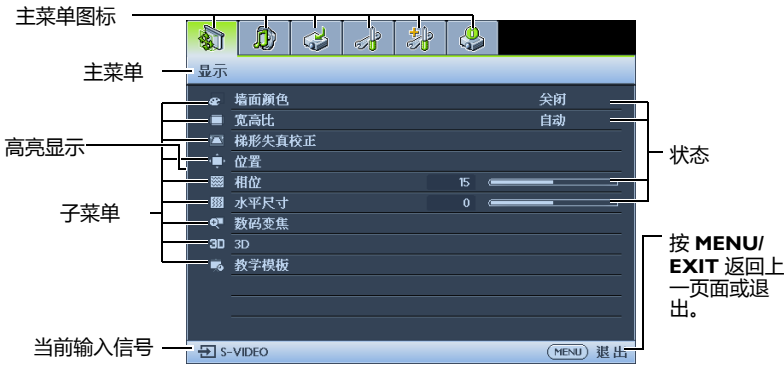 主菜单图标
主菜单
显示
墙面颜色 关闭
宽高比 自动
梯形失真校正
高亮显示
位置
状态
相位 15
水平尺寸 0
子菜单
数码变焦
3D 3D
教学模板
按 MENU/
EXIT 返回上
一页面或退
出。
当前输入信号
S-VIDEO
MENU 退出